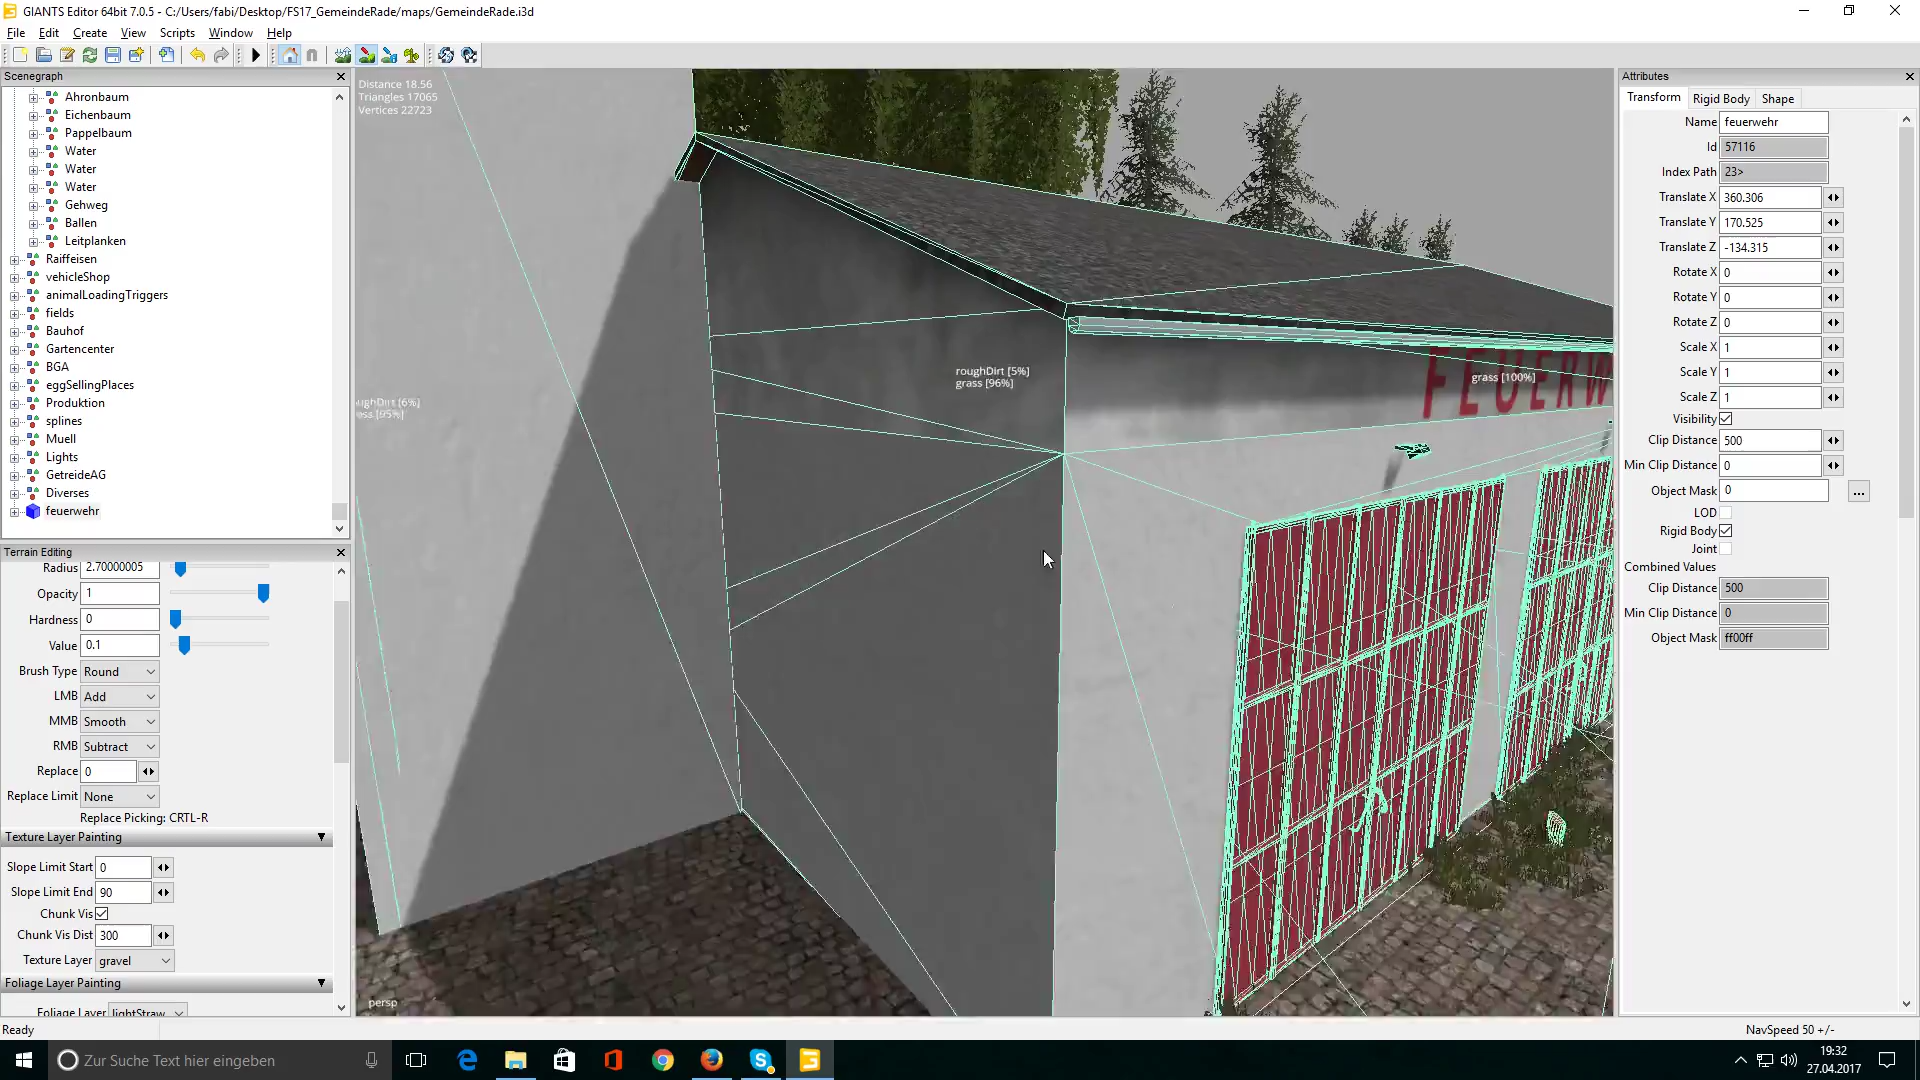 GIANTS Editor 64bit 7.0.5 - C:/Users/fabi/Desktop/FS17_GemeindeRade/maps/GemeindeRade.i3d
File Edit Create View Scripts Window Help
Scenegraph
Ahronbaum
Eichenbaum
Pappelbaum
Water
Water
Water
Gehweg
Ballen
Leitplanken
Raiffeisen
vehicleShop
animalLoadingTriggers
fields
Bauhof
Gartencenter
BGA
eggSellingPlaces
Produktion
splines
Muell
Lights
GetreideAG
Diverses
feuerwehr
Terrain Editing
Radius 2.70000005
Opacity 1
Hardness 0
Value 0.1
Brush Type Round
LMB Add
MMB Smooth
RMB Subtract
Replace 0
Replace Limit None
Replace Picking: CRTL-R
Texture Layer Painting
Slope Limit Start 0
Slope Limit End 90
Chunk Vis
Chunk Vis Dist 300
Texture Layer gravel
Foliage Layer Painting
Foliage Layer lightStraw
Distance 18.56
Triangles 17065
Vertices 22723
roughDirt [5%]
grass [96%]
grass [100%]
FEUERW
persp
Attributes
Transform Rigid Body Shape
Name feuerwehr
Id 57116
Index Path 23>
Translate X 360.306
Translate Y 170.525
Translate Z -134.315
Rotate X 0
Rotate Y 0
Rotate Z 0
Scale X 1
Scale Y 1
Scale Z 1
Visibility
Clip Distance 500
Min Clip Distance 0
Object Mask 0 ...
LOD
Rigid Body
Joint
Combined Values
Clip Distance 500
Min Clip Distance 0
Object Mask ff00ff
Ready
NavSpeed 50 +/-
Zur Suche Text hier eingeben
19:32
27.04.2017